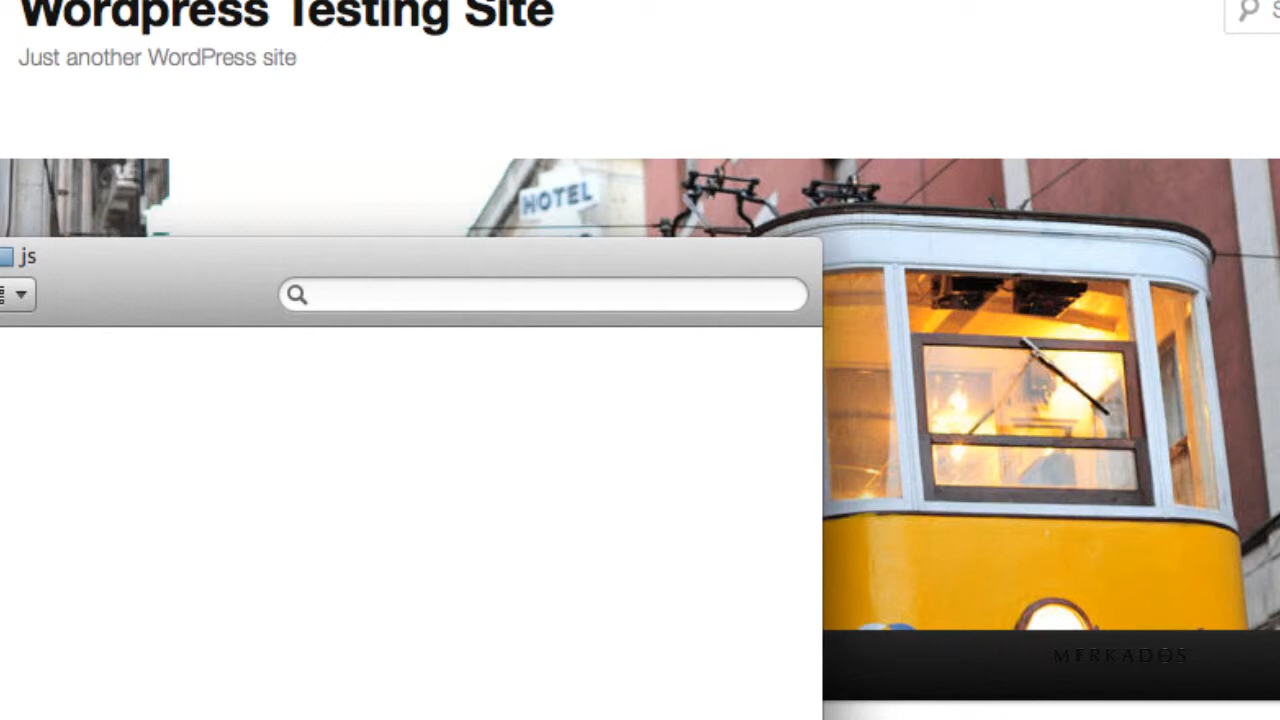 Wordpress Testing Site
Just another WordPress site
HOTEL
js
MERKADOS